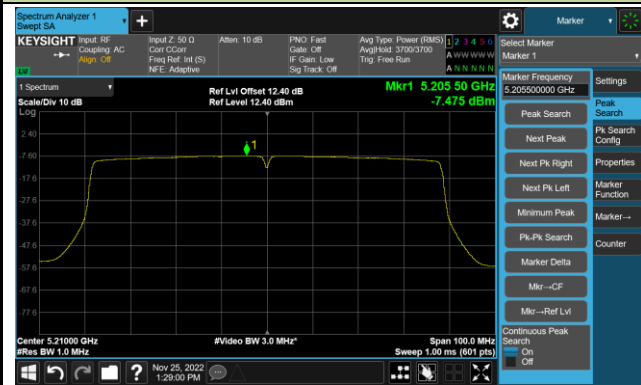 Spectrum Analyzer 1
Swept SA
+
Marker
KEYSIGHT
Input: RF
Coupling: AC
Align: Off
Input Z: 50 Ω
Corr CCorr
Freq Ref: Int (S)
NFE: Adaptive
Atten: 10 dB
PNO: Fast
Gate: Off
IF Gain: Low
Sig Track: Off
Avg Type: Power (RMS)
Avg|Hold: 3700/3700
Trig: Free Run
1 2 3 4 5 6
A W W W W W
A N N N N N
LVI
Select Marker
Marker 1
1 Spectrum
Scale/Div 10 dB
Log
Ref Lvl Offset 12.40 dB
Ref Level 12.40 dBm
Mkr1 5.205 50 GHz
-7.475 dBm
2.40
-7.60
-17.6
-27.6
-37.6
-47.6
-57.6
-67.6
-77.6
1
Center 5.21000 GHz
#Res BW 1.0 MHz
#Video BW 3.0 MHz*
Span 100.0 MHz
Sweep 1.00 ms (601 pts)
Marker Frequency
5.205500000 GHz
Peak Search
Next Peak
Next Pk Right
Next Pk Left
Minimum Peak
Pk-Pk Search
Marker Delta
Mkr→CF
Mkr→Ref Lvl
Continuous Peak
Search
On
Off
Settings
Peak
Search
Pk Search
Config
Properties
Marker
Function
Marker→
Counter
?
Nov 25, 2022
1:29:00 PM